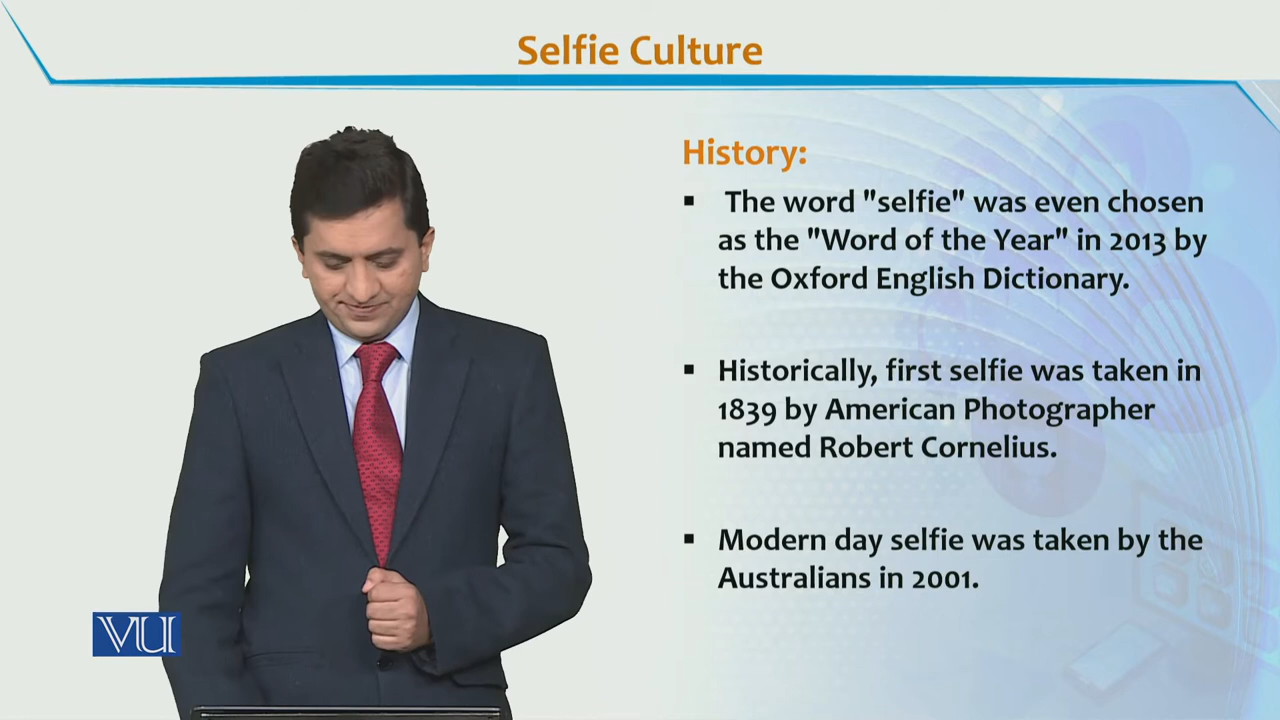 Selfie Culture
History:
▪ The word "selfie" was even chosen
as the "Word of the Year" in 2013 by
the Oxford English Dictionary.
▪ Historically, first selfie was taken in
1839 by American Photographer
named Robert Cornelius.
▪ Modern day selfie was taken by the
Australians in 2001.
VU